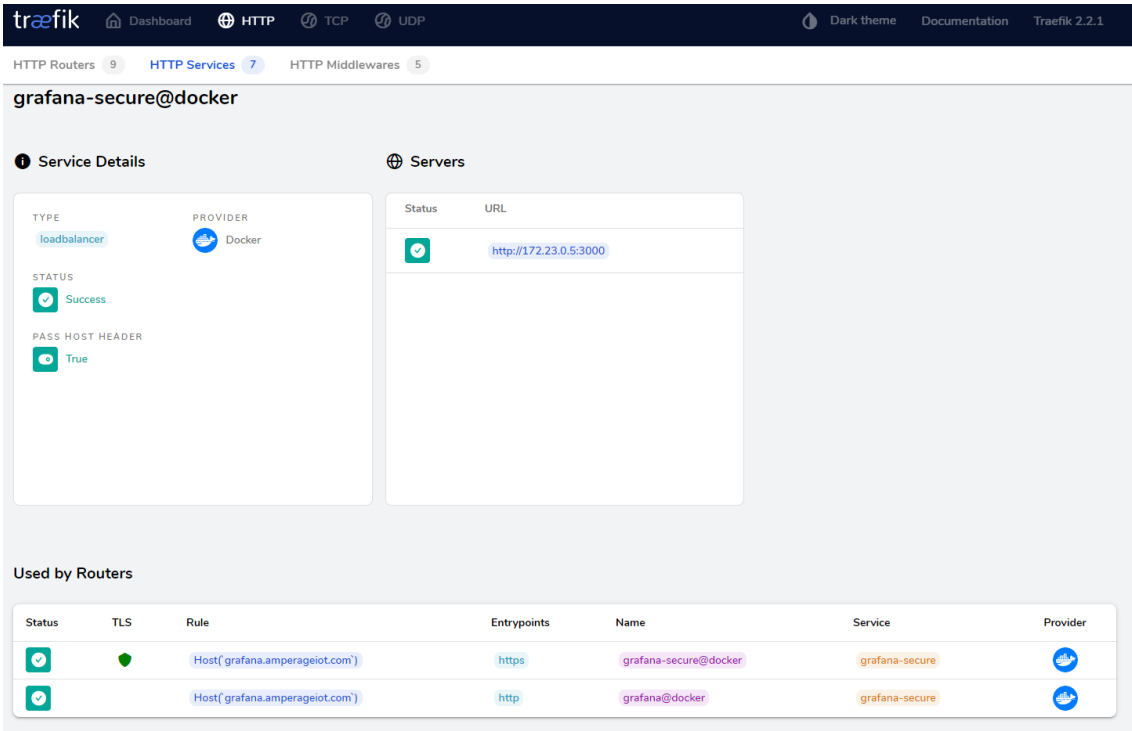 træfik Dashboard HTTP TCP UDP Dark theme Documentation Traefik 2.2.1
HTTP Routers 9 HTTP Services 7 HTTP Middlewares 5
grafana-secure@docker
Service Details
TYPE PROVIDER
loadbalancer Docker
STATUS
Success
PASS HOST HEADER
True
Servers
Status URL
http://172.23.0.5:3000
Used by Routers
Status TLS Rule Entrypoints Name Service Provider
Host(`grafana.amperageiot.com`) https grafana-secure@docker grafana-secure
Host(`grafana.amperageiot.com`) http grafana@docker grafana-secure